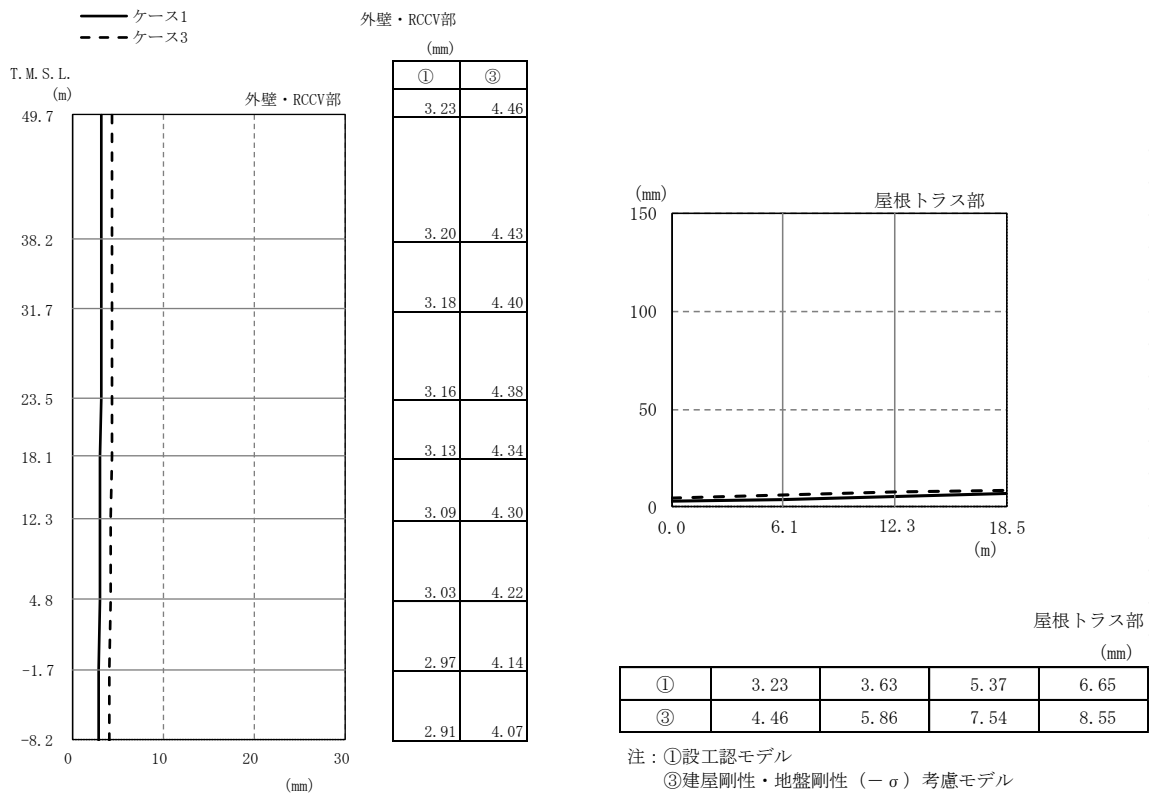 ケース1
ケース3
外壁・RCCV部
(mm)
① ③
3.23 4.46
3.20 4.43
3.18 4.40
3.16 4.38
3.13 4.34
3.09 4.30
3.03 4.22
2.97 4.14
2.91 4.07
T.M.S.L.
(m)
外壁・RCCV部
49.7
38.2
31.7
23.5
18.1
12.3
4.8
-1.7
-8.2
0 10 20 30
(mm)
(mm)
屋根トラス部
150
100
50
0
0.0 6.1 12.3 18.5
(m)
屋根トラス部
(mm)
① 3.23 3.63 5.37 6.65
③ 4.46 5.86 7.54 8.55
注：①設工認モデル
③建屋剛性・地盤剛性（－σ）考慮モデル